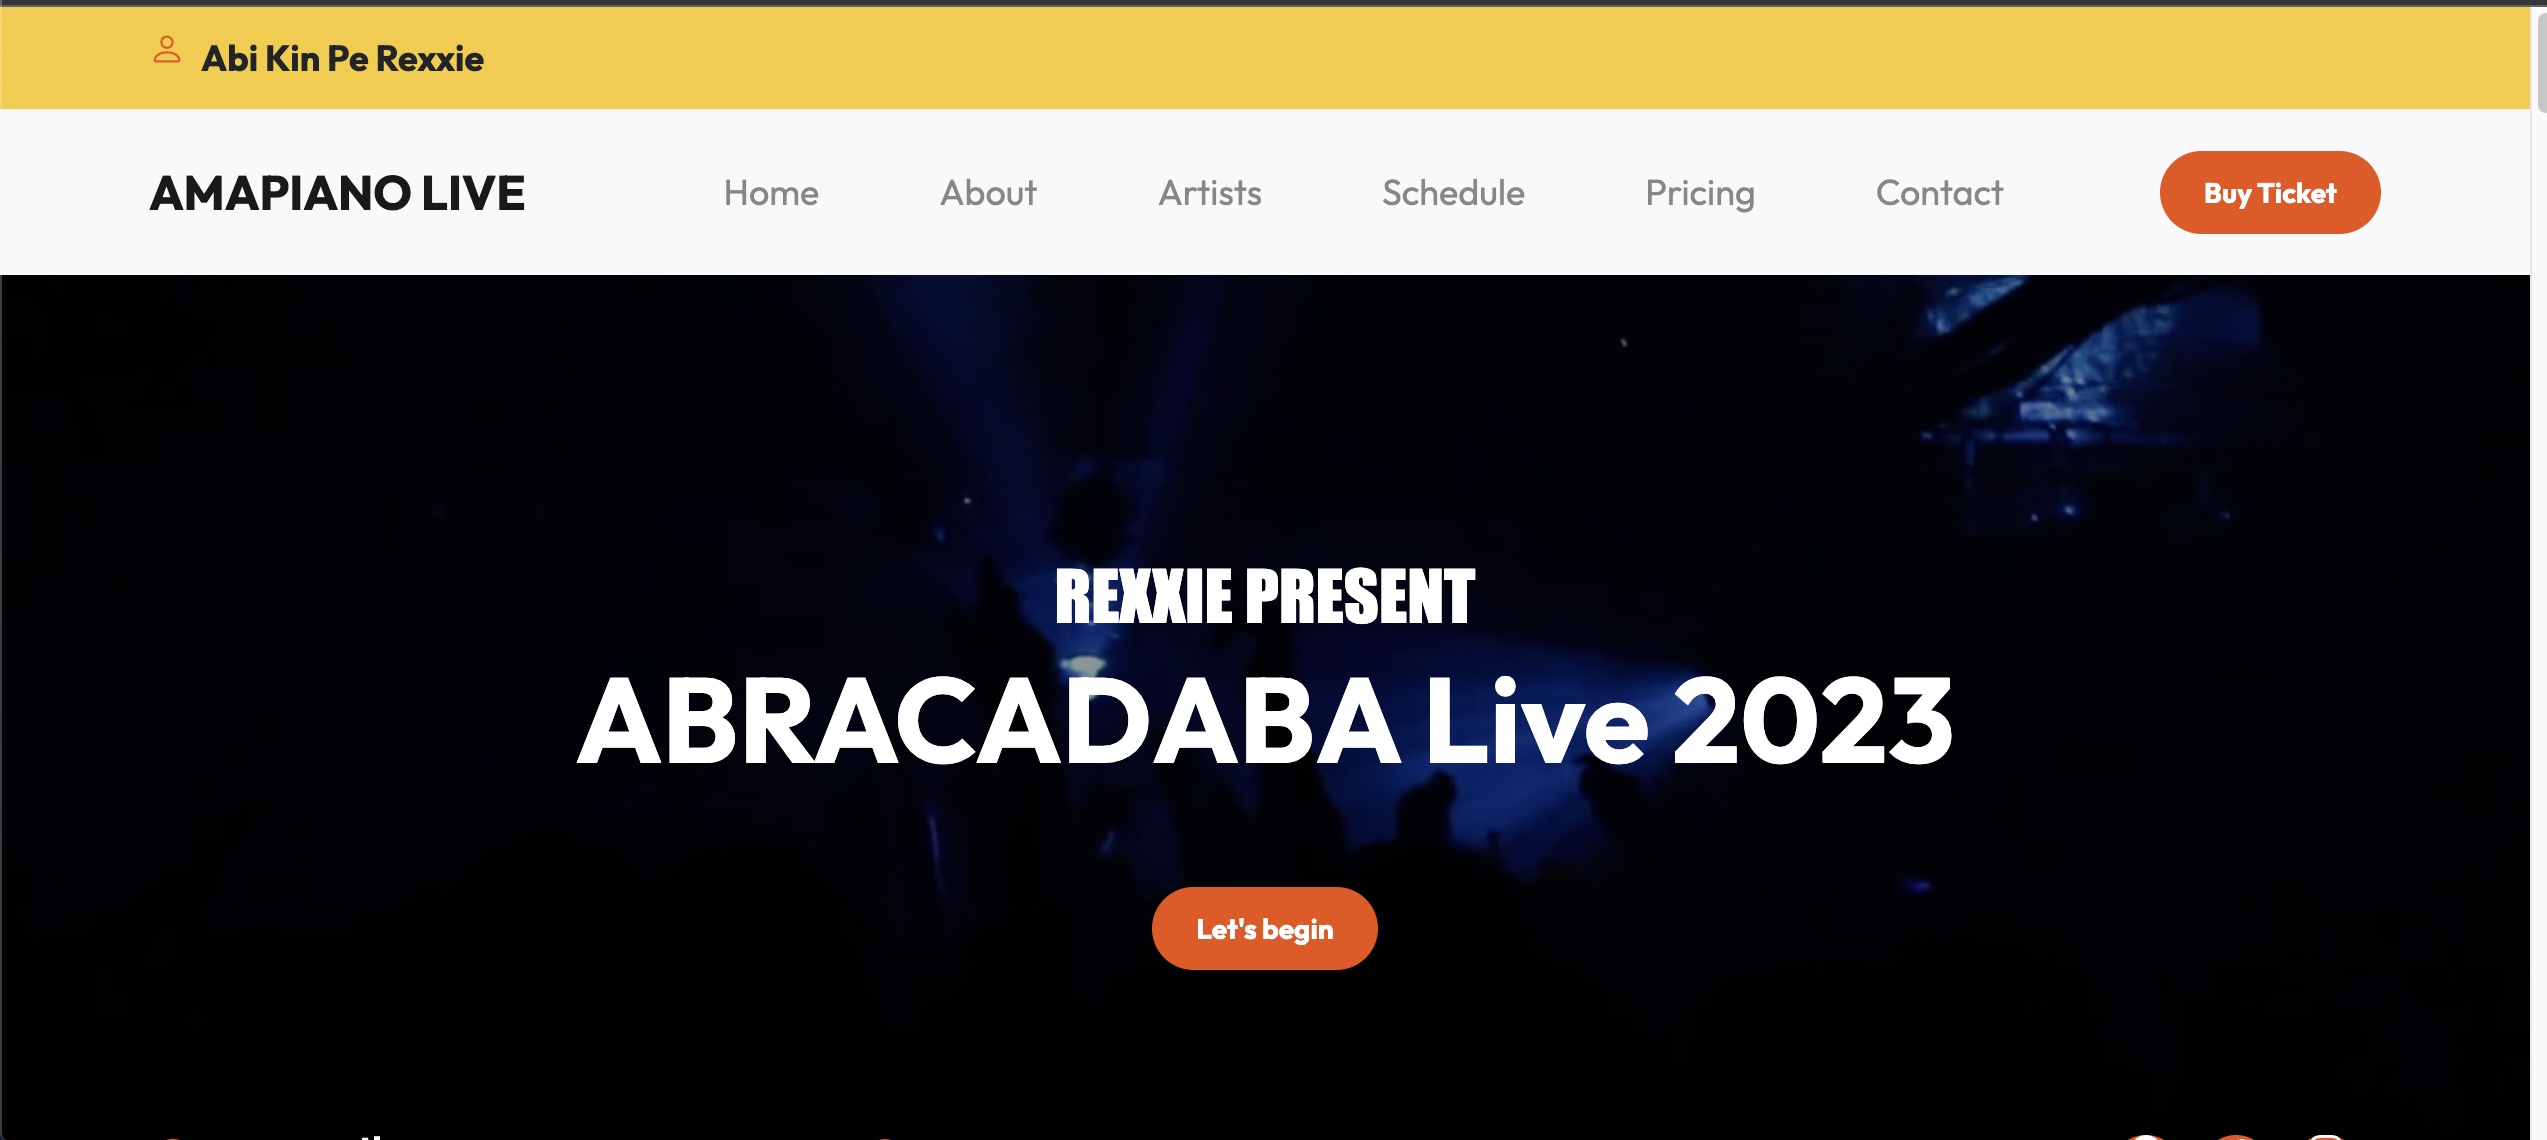 Abi Kin Pe Rexxie
AMAPIANO LIVE
Home
About
Artists
Schedule
Pricing
Contact
Buy Ticket
REXXIE PRESENT
ABRACADABA Live 2023
Let's begin